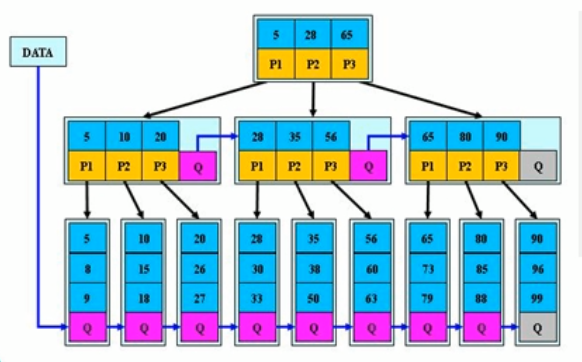 5 28 65
DATA
P1 P2 P3
5 10 20
28 35 56
65 80 90
P1 P2 P3 Q
P1 P2 P3 Q
P1 P2 P3 Q
5 10 20 28 35 56 65 80 90
8 15 26 30 38 60 73 85 96
9 18 27 33 50 63 79 88 99
Q Q Q Q Q Q Q Q Q